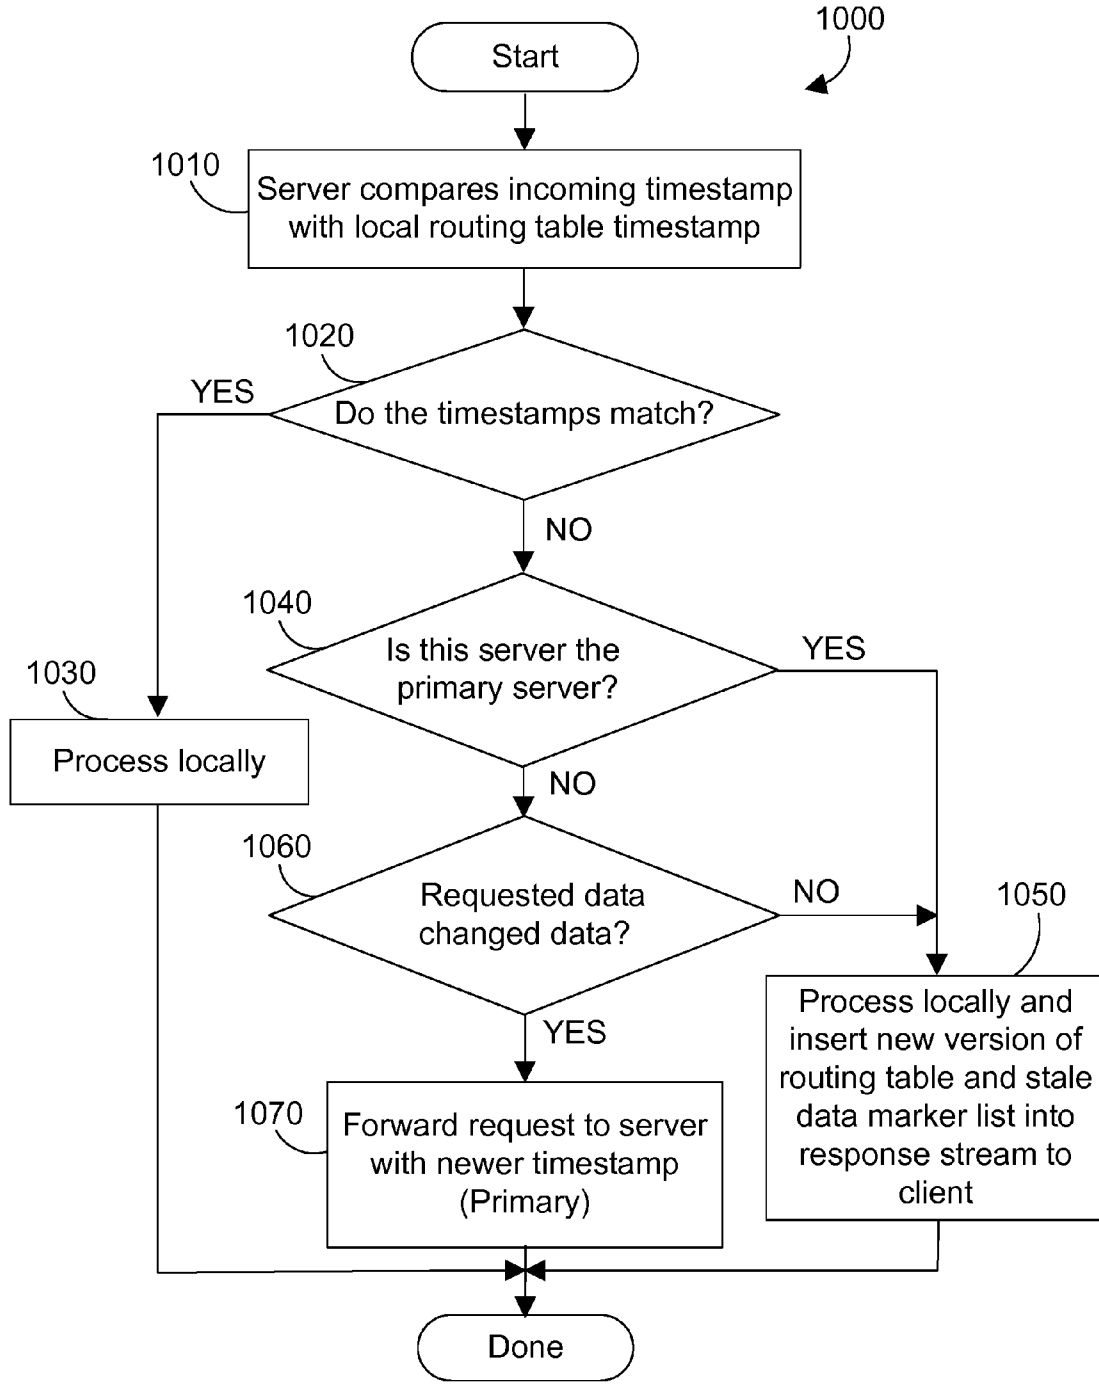 1000
Start
1010
Server compares incoming timestamp
with local routing table timestamp
1020
YES
Do the timestamps match?
NO
1040
Is this server the
primary server?
YES
1030
Process locally
NO
1060
Requested data
changed data?
NO
1050
YES
Process locally and
insert new version of
routing table and stale
data marker list into
response stream to
client
1070
Forward request to server
with newer timestamp
(Primary)
Done